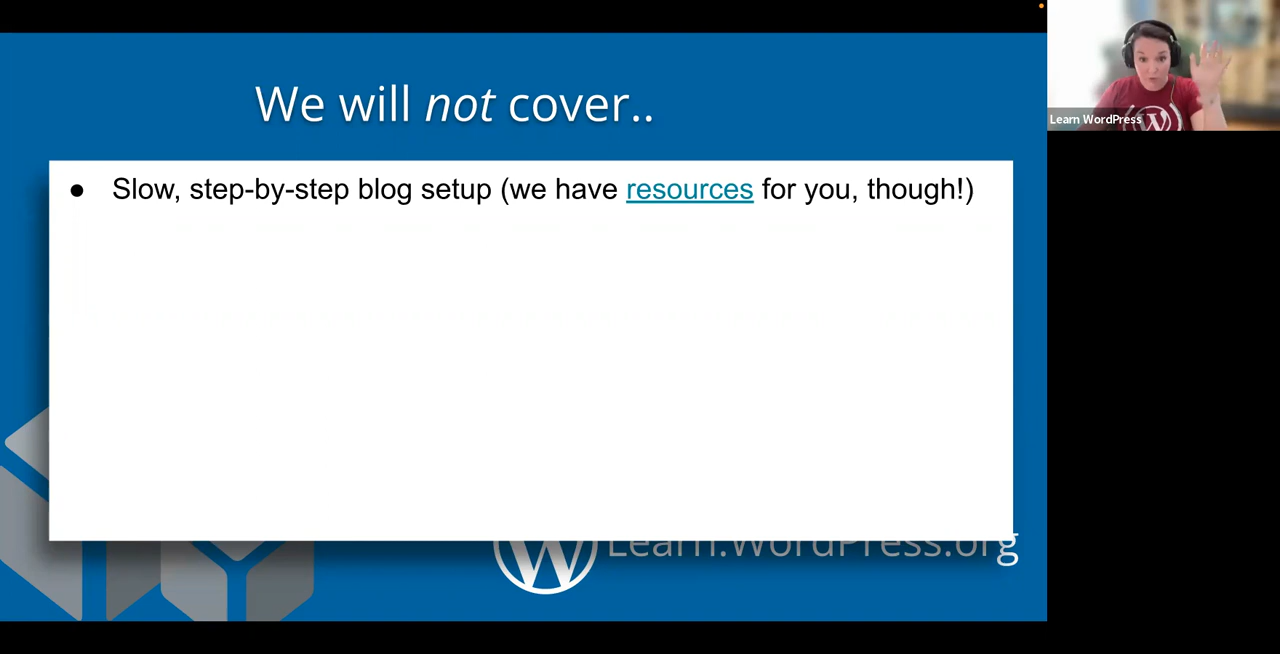 We will not cover..
Learn WordPress
● Slow, step-by-step blog setup (we have resources for you, though!)
Learn.WordPress.org